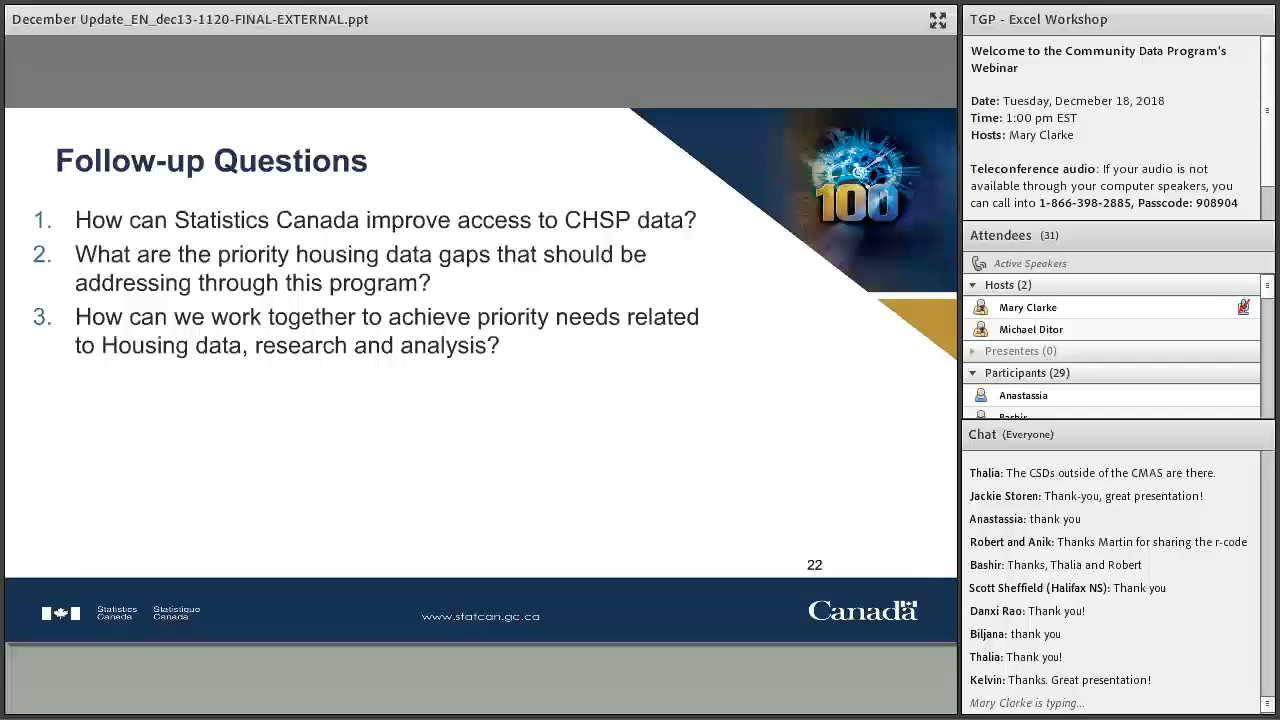 December Update_EN_dec13-1120-FINAL-EXTERNAL.ppt
Follow-up Questions
1. How can Statistics Canada improve access to CHSP data?
2. What are the priority housing data gaps that should be
addressing through this program?
3. How can we work together to achieve priority needs related
to Housing data, research and analysis?
100
22
Statistics Statistique
Canada Canada
www.statcan.gc.ca
Canada
TGP - Excel Workshop
Welcome to the Community Data Program's
Webinar
Date: Tuesday, Decmeber 18, 2018
Time: 1:00 pm EST
Hosts: Mary Clarke
Teleconference audio: If your audio is not
available through your computer speakers, you
can call into 1-866-398-2885, Passcode: 908904
Attendees (31)
Active Speakers
Hosts (2)
Mary Clarke
Michael Ditor
Presenters (0)
Participants (29)
Anastassia
Bashir
Chat (Everyone)
Thalia: The CSDs outside of the CMAS are there.
Jackie Storen: Thank-you, great presentation!
Anastassia: thank you
Robert and Anik: Thanks Martin for sharing the r-code
Bashir: Thanks, Thalia and Robert
Scott Sheffield (Halifax NS): Thank you
Danxi Rao: Thank you!
Biljana: thank you
Thalia: Thank you!
Kelvin: Thanks. Great presentation!
Mary Clarke is typing...